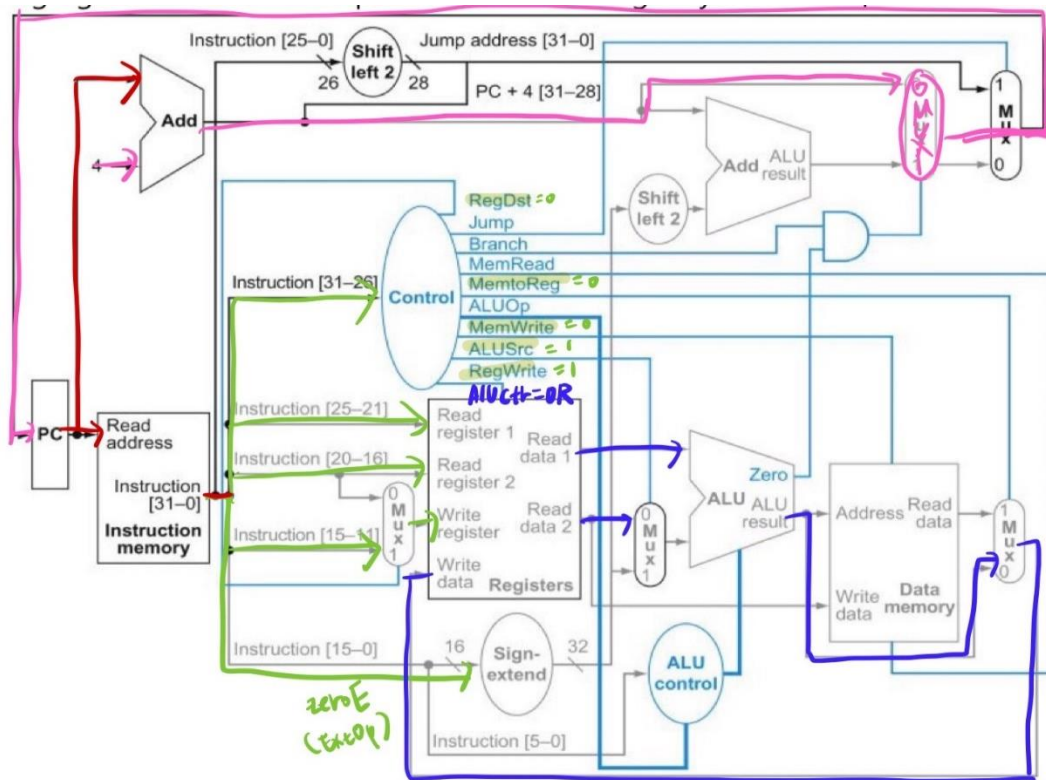 Instruction [25–0]
Shift left 2
Jump address [31–0]
26
28
PC + 4 [31–28]
Add
4
1
Mux
0
Add
ALU result
Shift left 2
RegDst = 0
Jump
Branch
MemRead
MemtoReg = 0
ALUOp
MemWrite = 0
ALUSrc = 1
RegWrite = 1
ALUctr = OR
Instruction [31–26]
Control
PC
Read address
Instruction [31–0]
Instruction memory
Instruction [25–21]
Instruction [20–16]
Instruction [15–11]
0
Mux
1
Read register 1
Read register 2
Write register
Write data
Read data 1
Read data 2
Registers
0
Mux
1
Zero
ALU
ALU result
Address
Read data
Write data
Data memory
1
Mux
0
Instruction [15–0]
16
Sign-extend
32
zeroE
(ExtOp)
ALU control
Instruction [5–0]